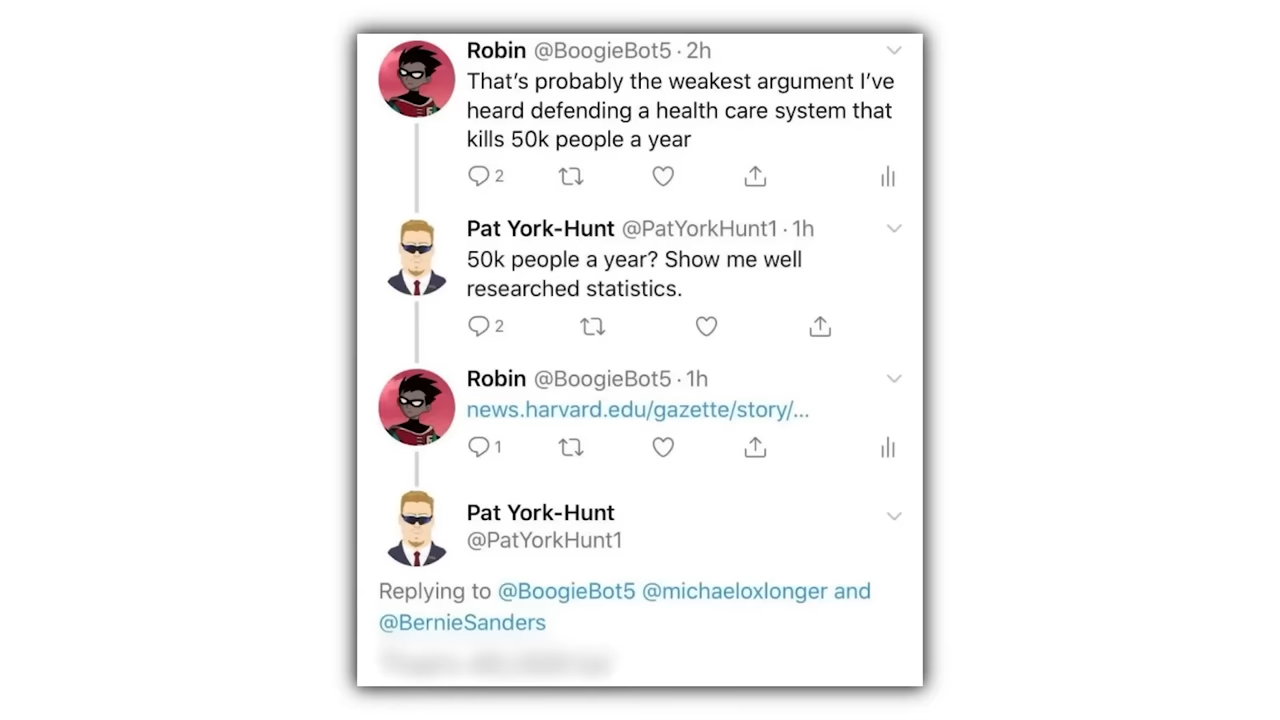 Robin @BoogieBot5 · 2h
That's probably the weakest argument I've
heard defending a health care system that
kills 50k people a year
2
Pat York-Hunt @PatYorkHunt1 · 1h
50k people a year? Show me well
researched statistics.
2
Robin @BoogieBot5 · 1h
news.harvard.edu/gazette/story/...
1
Pat York-Hunt
@PatYorkHunt1
Replying to @BoogieBot5 @michaeloxlonger and
@BernieSanders